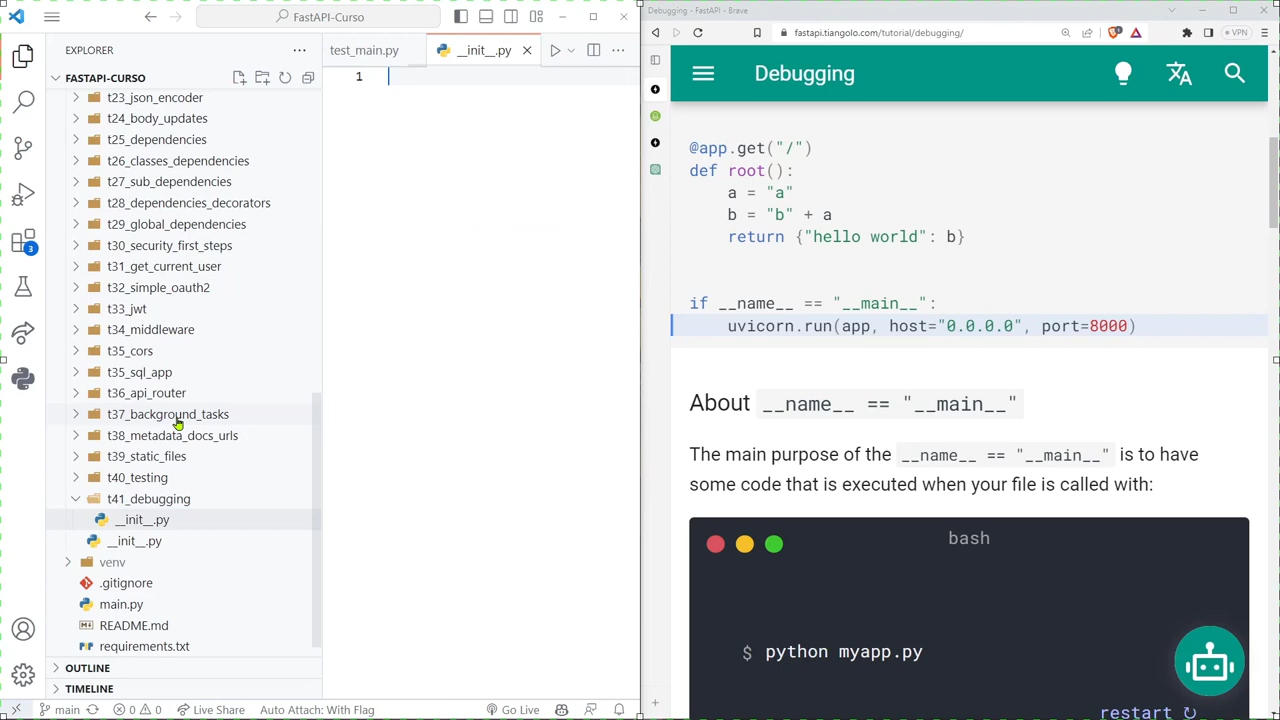 FastAPI-Curso
EXPLORER
FASTAPI-CURSO
t23_json_encoder
t24_body_updates
t25_dependencies
t26_classes_dependencies
t27_sub_dependencies
t28_dependencies_decorators
t29_global_dependencies
t30_security_first_steps
t31_get_current_user
t32_simple_oauth2
t33_jwt
t34_middleware
t35_cors
t35_sql_app
t36_api_router
t37_background_tasks
t38_metadata_docs_urls
t39_static_files
t40_testing
t41_debugging
__init__.py
__init__.py
venv
.gitignore
main.py
README.md
requirements.txt
OUTLINE
TIMELINE
3
test_main.py
__init__.py
1
main
0
0
Live Share
Auto Attach: With Flag
Go Live
Debugging - FastAPI - Brave
fastapi.tiangolo.com/tutorial/debugging/
VPN
Debugging
@app.get("/")
def root():
a = "a"
b = "b" + a
return {"hello world": b}
if __name__ == "__main__":
uvicorn.run(app, host="0.0.0.0", port=8000)
About __name__ == "__main__"
The main purpose of the __name__ == "__main__" is to have
some code that is executed when your file is called with:
bash
$ python myapp.py
restart ↻